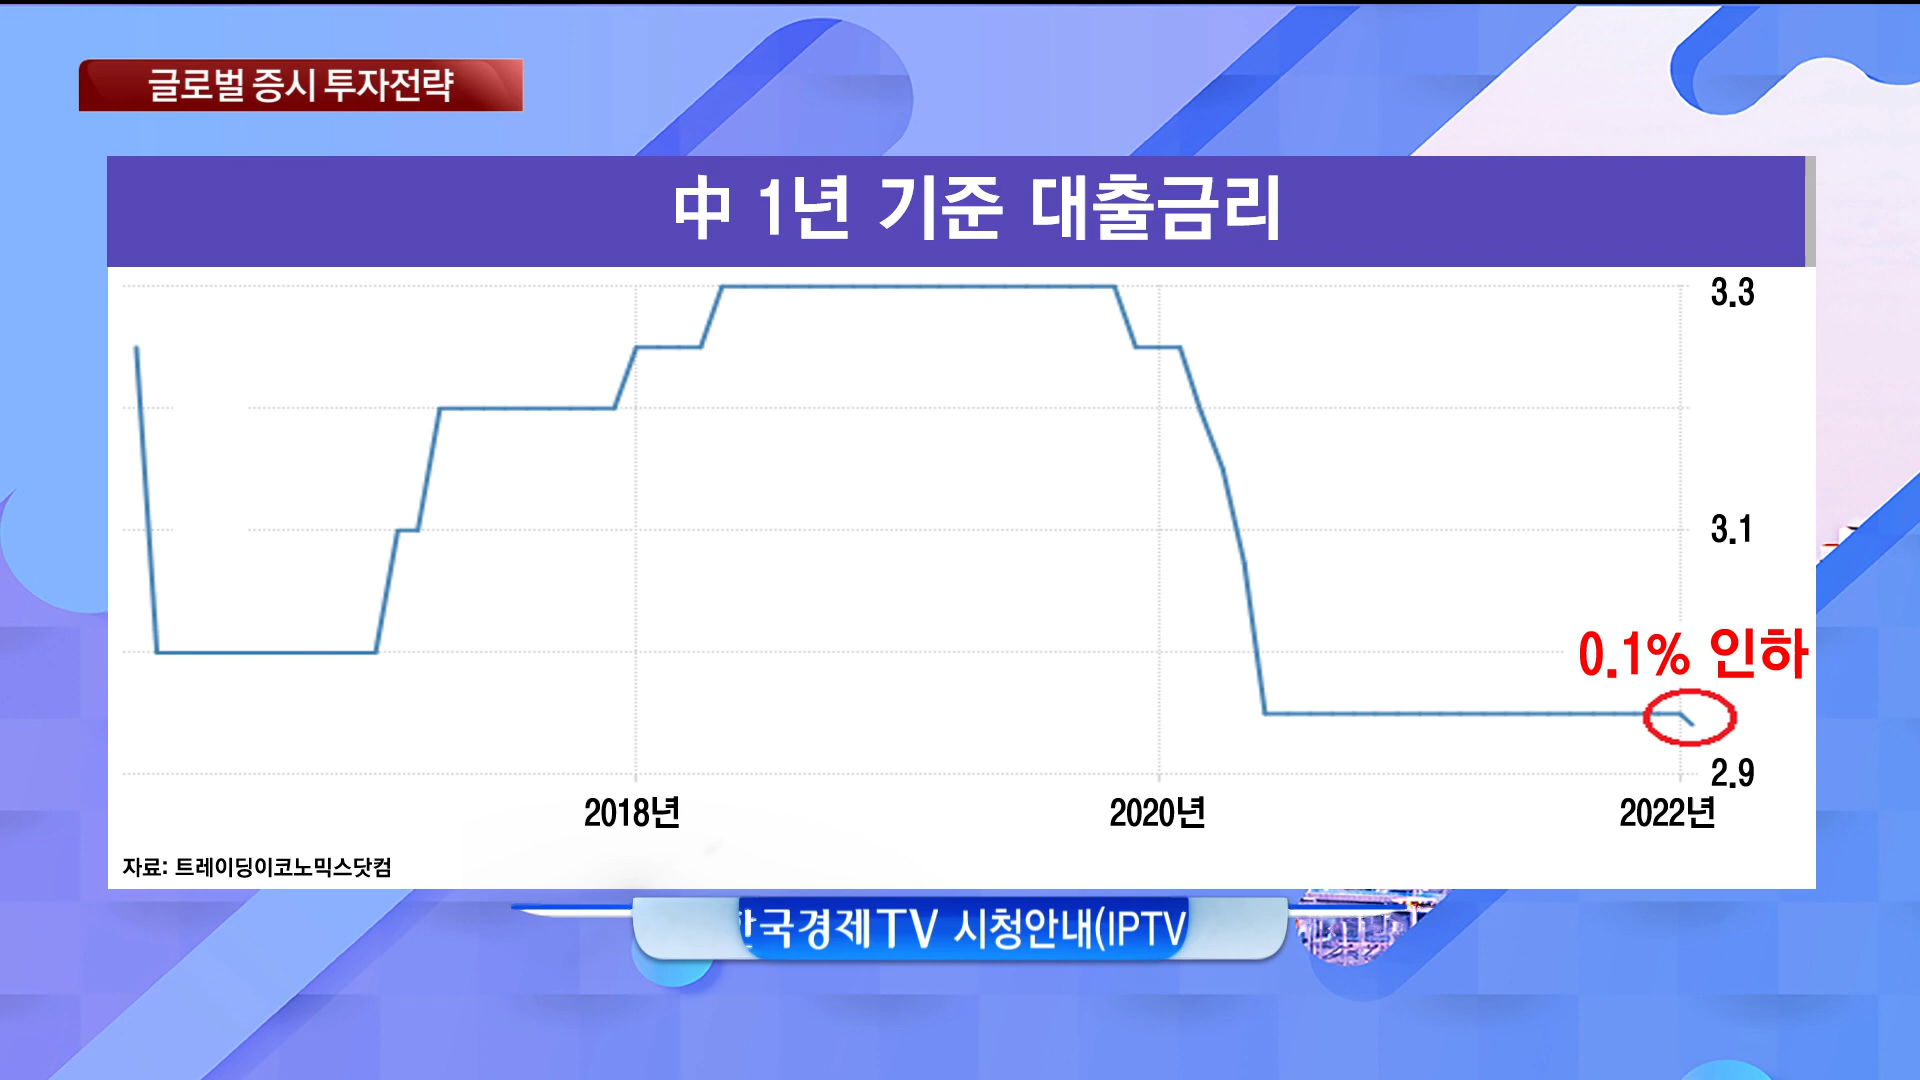 글로벌 증시 투자전략
中 1년 기준 대출금리
3.3
3.1
0.1% 인하
2.9
2018년 2020년 2022년
자료: 트레이딩이코노믹스닷컴
한국경제TV 시청안내(IPTV